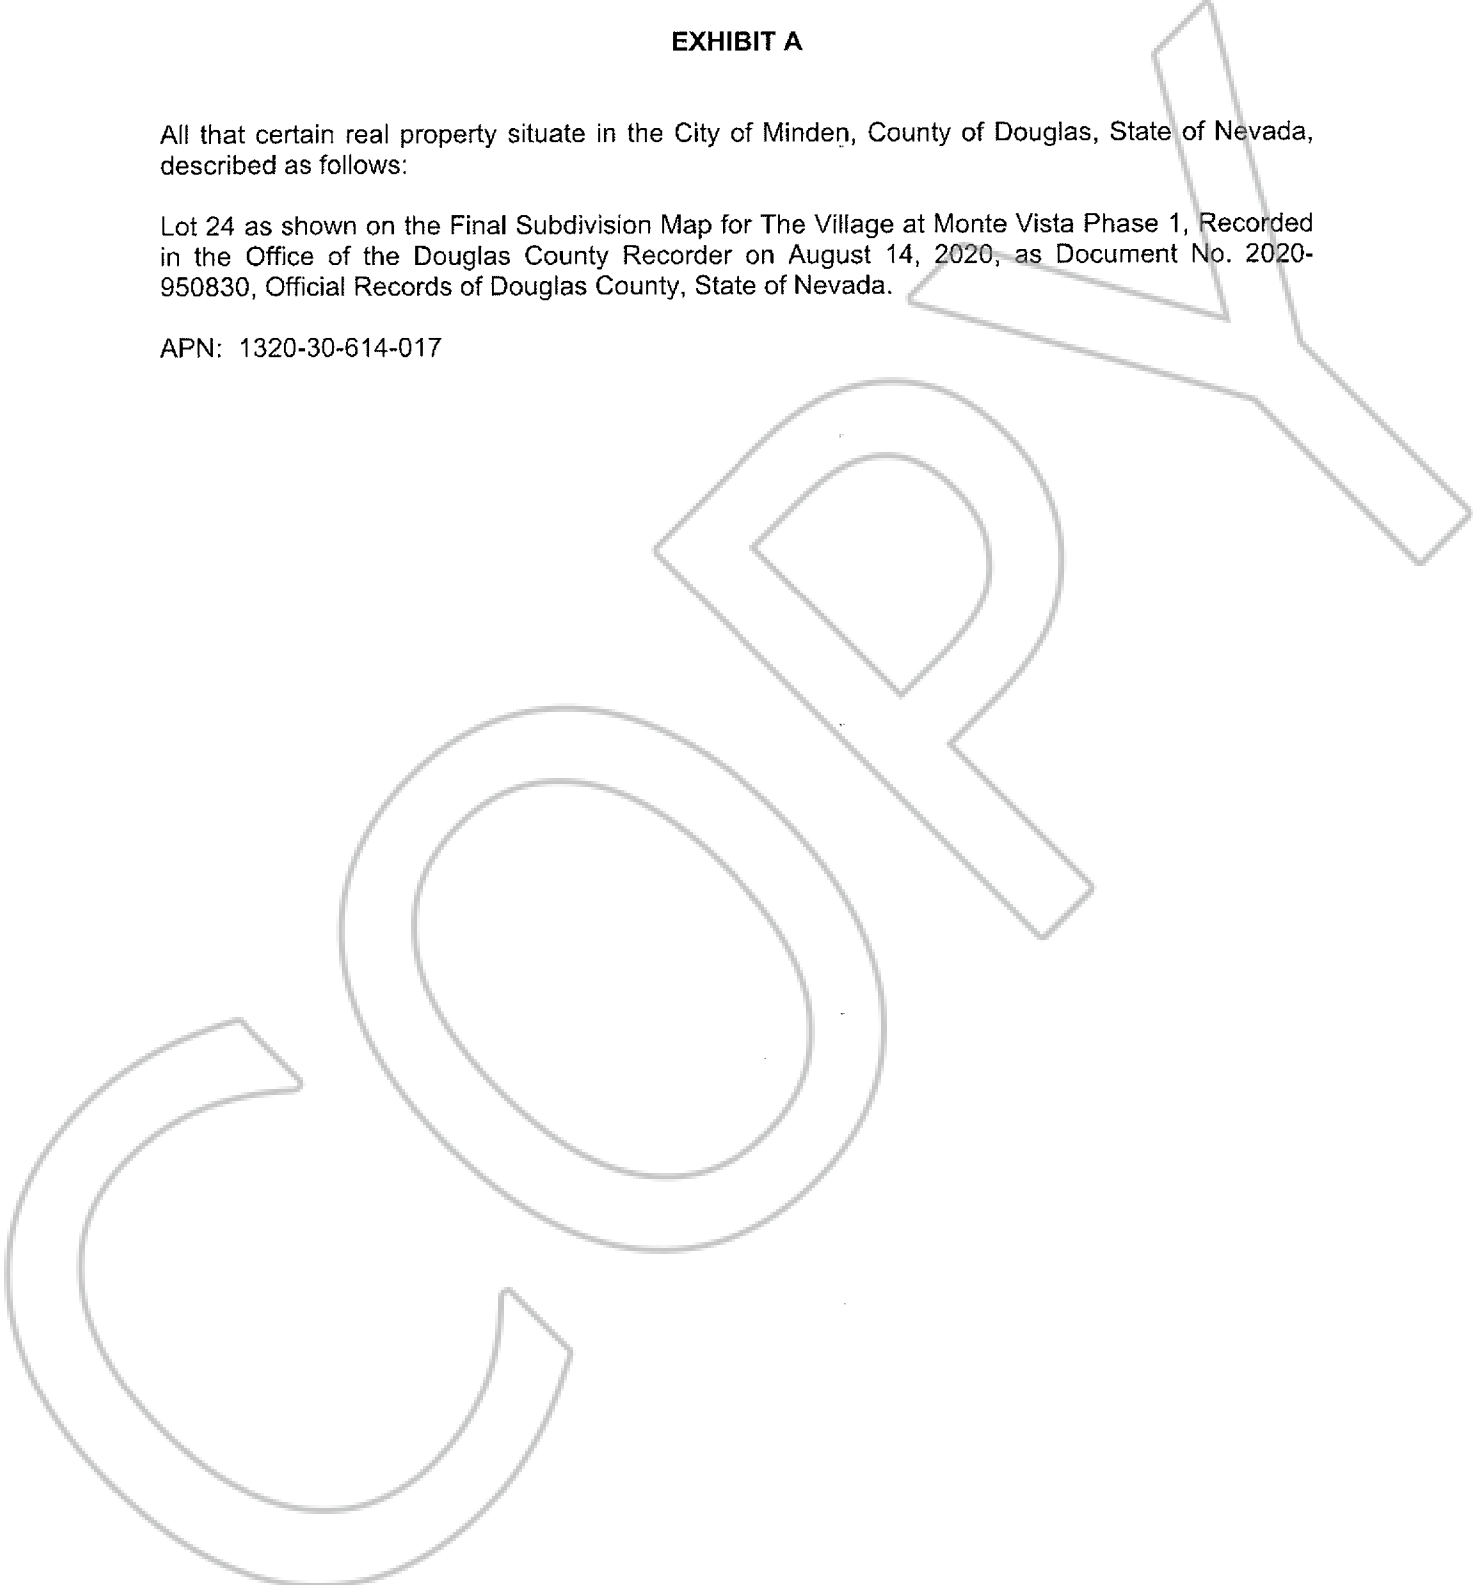 EXHIBIT A
All that certain real property situate in the City of Minden, County of Douglas, State of Nevada,
described as follows:
Lot 24 as shown on the Final Subdivision Map for The Village at Monte Vista Phase 1, Recorded
in the Office of the Douglas County Recorder on August 14, 2020, as Document No. 2020-
950830, Official Records of Douglas County, State of Nevada.
APN: 1320-30-614-017
COPY